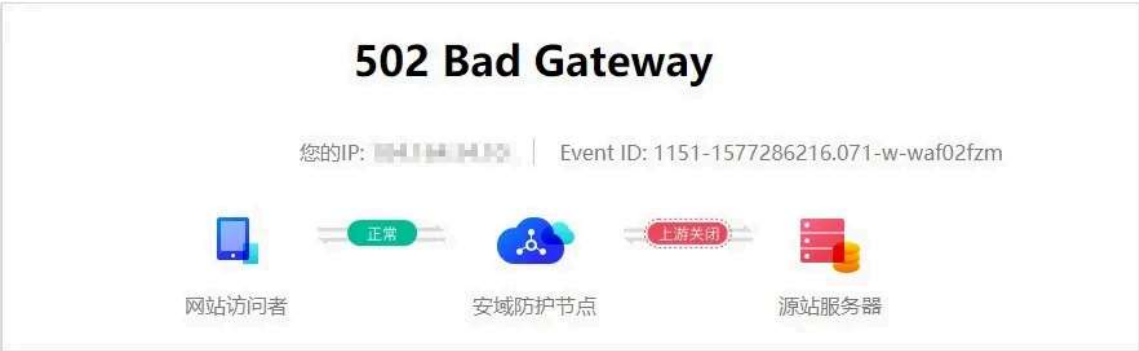 502 Bad Gateway
您的IP: Event ID: 1151-1577286216.071-w-waf02fzm
正常 上游关闭
网站访问者 安域防护节点 源站服务器